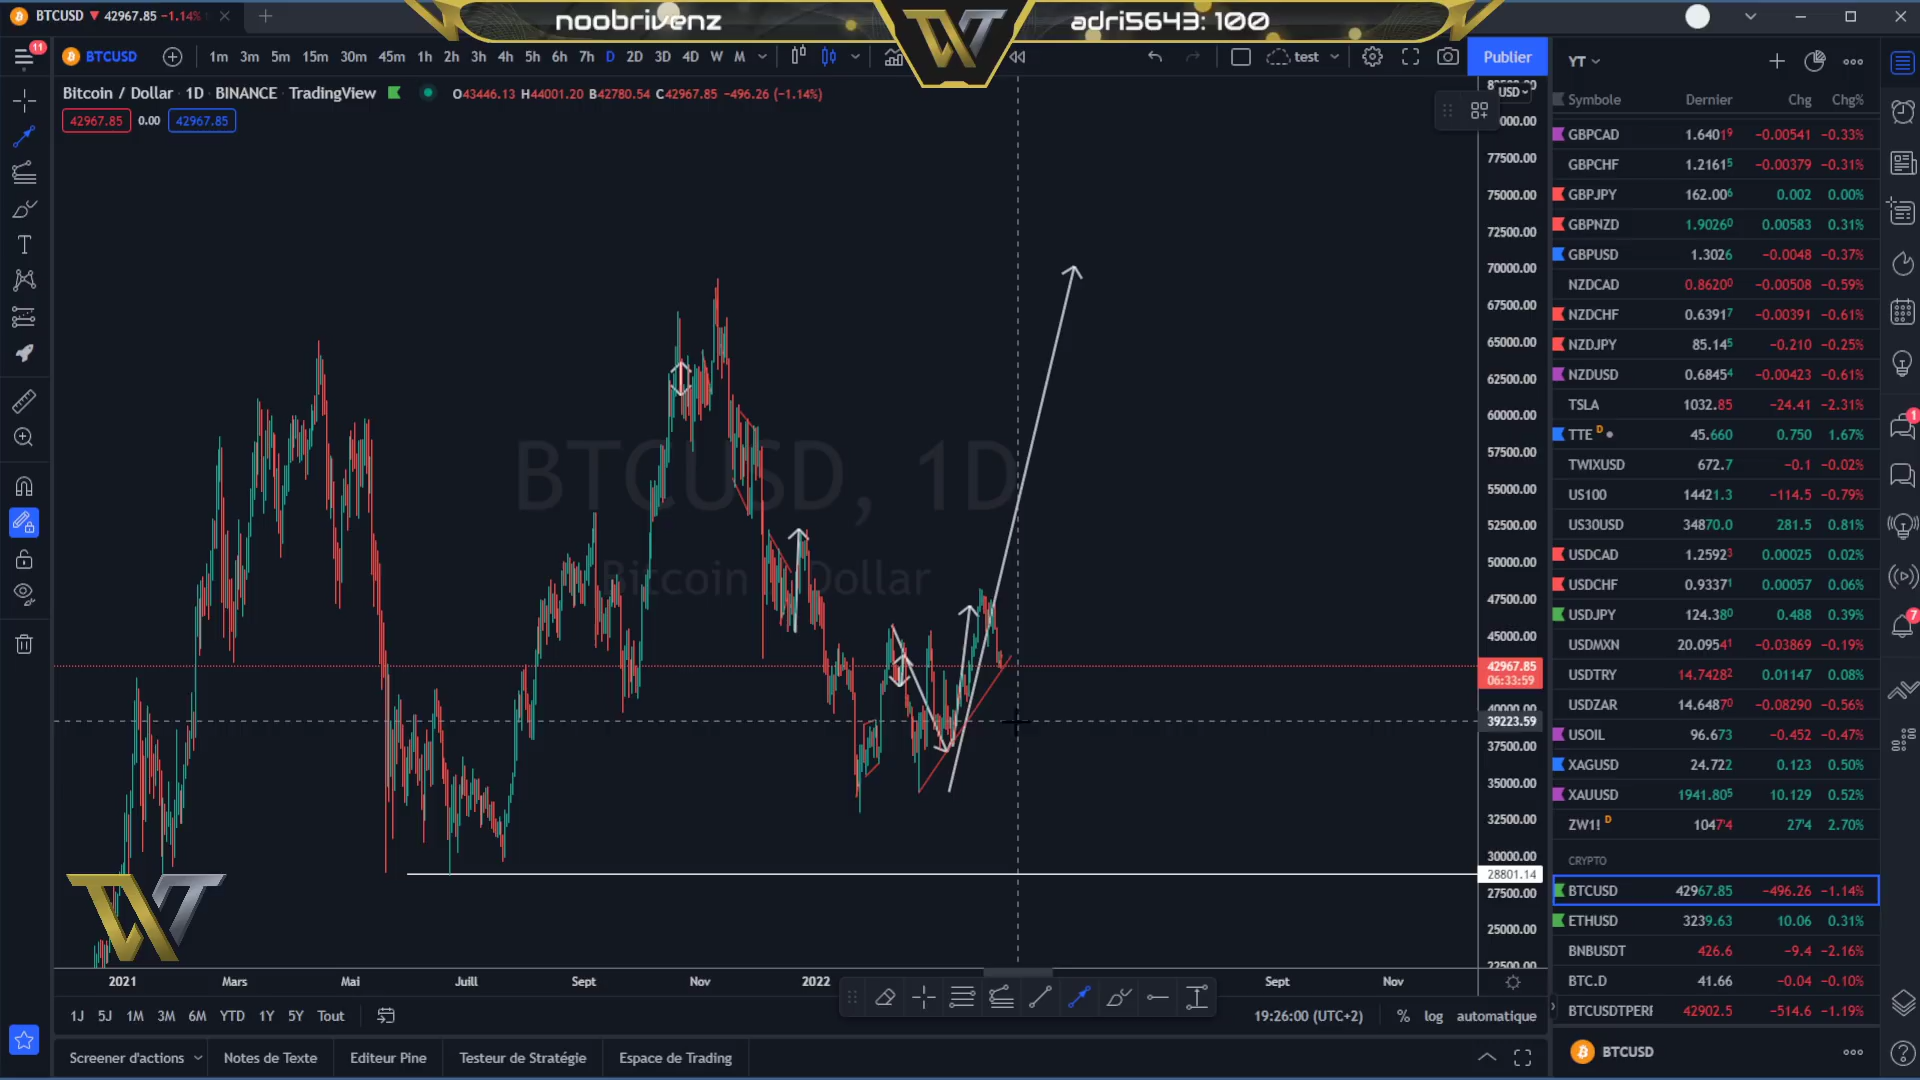 BTCUSD ▼ 42967.85 −1.14%
noobrivenz
adri5643: 100
11
BTCUSD
1m 3m 5m 15m 30m 45m 1h 2h 3h 4h 5h 6h 7h D 2D 3D 4D W M
test
Publier
YT
Bitcoin / Dollar · 1D · BINANCE · TradingView
O43446.13 H44001.20 B42780.54 C42967.85 −496.26 (−1.14%)
42967.85 0.00 42967.85
USD
77500.00
75000.00
72500.00
70000.00
67500.00
65000.00
62500.00
60000.00
57500.00
55000.00
52500.00
50000.00
47500.00
45000.00
42967.85
06:33:59
40000.00
39223.59
37500.00
35000.00
32500.00
30000.00
28801.14
27500.00
25000.00
22500.00
BTCUSD, 1D
Bitcoin / Dollar
Symbole Dernier Chg Chg%
GBPCAD 1.64019 −0.00541 −0.33%
GBPCHF 1.21615 −0.00379 −0.31%
GBPJPY 162.006 0.002 0.00%
GBPNZD 1.90260 0.00583 0.31%
GBPUSD 1.3026 −0.0048 −0.37%
NZDCAD 0.86200 −0.00508 −0.59%
NZDCHF 0.63917 −0.00391 −0.61%
NZDJPY 85.145 −0.210 −0.25%
NZDUSD 0.68454 −0.00423 −0.61%
TSLA 1032.85 −24.41 −2.31%
TTE D 45.660 0.750 1.67%
TWIXUSD 672.7 −0.1 −0.02%
US100 14421.3 −114.5 −0.79%
US30USD 34870.0 281.5 0.81%
USDCAD 1.25923 0.00025 0.02%
USDCHF 0.93371 0.00057 0.06%
USDJPY 124.380 0.488 0.39%
USDMXN 20.09541 −0.03869 −0.19%
USDTRY 14.74282 0.01147 0.08%
USDZAR 14.64870 −0.08290 −0.56%
USOIL 96.673 −0.452 −0.47%
XAGUSD 24.722 0.123 0.50%
XAUUSD 1941.805 10.129 0.52%
ZW1! D 1047'4 27'4 2.70%
CRYPTO
BTCUSD 42967.85 −496.26 −1.14%
ETHUSD 3239.63 10.06 0.31%
BNBUSDT 426.6 −9.4 −2.16%
BTC.D 41.66 −0.04 −0.10%
BTCUSDTPERP 42902.5 −514.6 −1.19%
BTCUSD
1
7
2021 Mars Mai Juill Sept Nov 2022 Sept Nov
1J 5J 1M 3M 6M YTD 1Y 5Y Tout
19:26:00 (UTC+2) % log automatique
Screener d'actions Notes de Texte Editeur Pine Testeur de Stratégie Espace de Trading